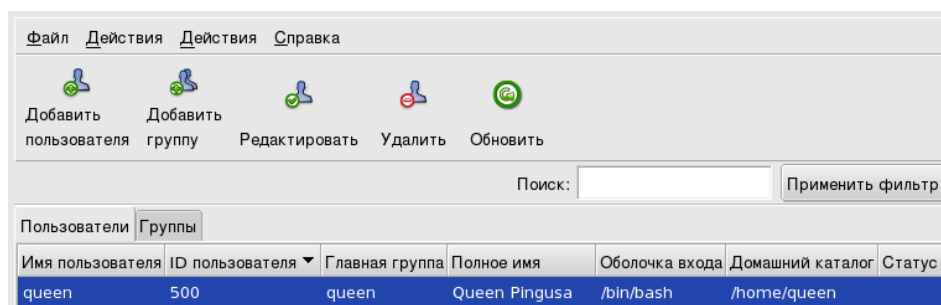 Файл Действия Действия Справка
Добавить пользователя Добавить группу Редактировать Удалить Обновить
Поиск: Применить фильтр
Пользователи Группы
Имя пользователя ID пользователя Главная группа Полное имя Оболочка входа Домашний каталог Статус
queen 500 queen Queen Pingusa /bin/bash /home/queen